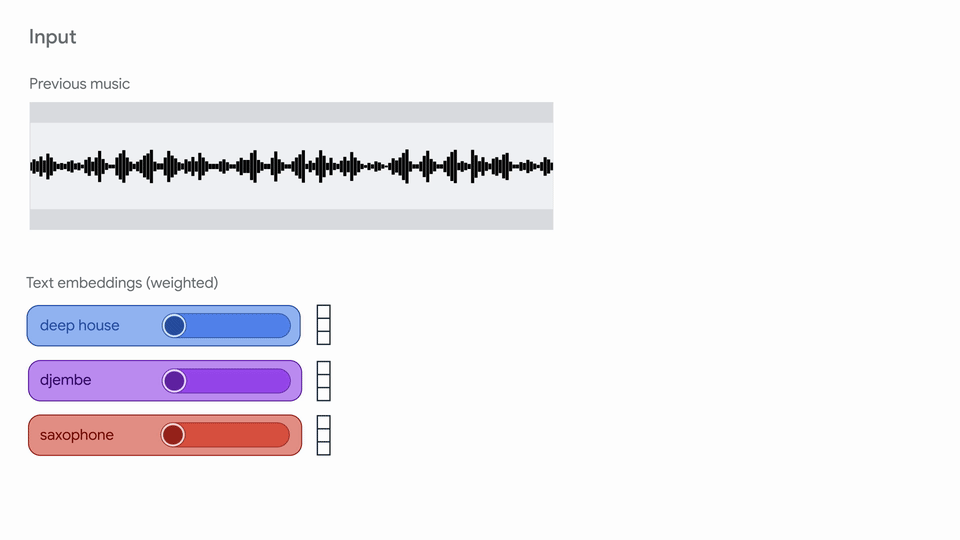 Input
Previous music
Text embeddings (weighted)
deep house
djembe
saxophone